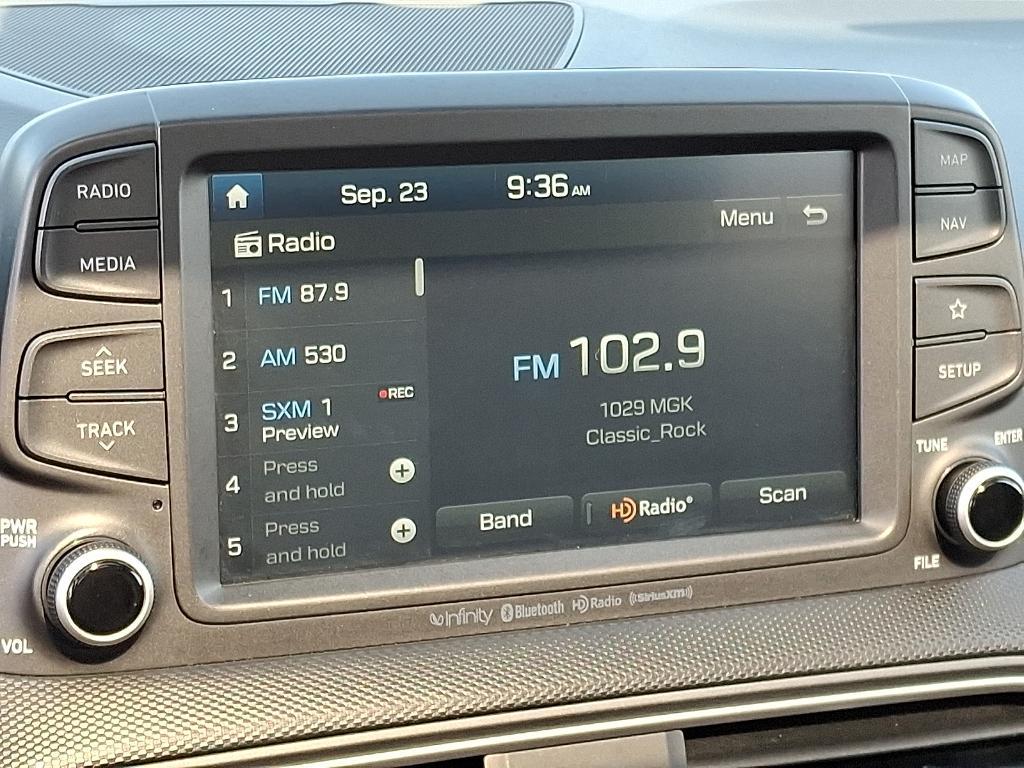 RADIO
MEDIA
SEEK
TRACK
PWR
PUSH
VOL
Sep. 23 9:36 AM
Radio
Menu
1 FM 87.9
2 AM 530
REC
3 SXM 1
Preview
4 Press
and hold
5 Press
and hold
FM 102.9
1029 MGK
Classic_Rock
Band
HD Radio®
Scan
MAP
NAV
SETUP
TUNE
ENTER
FILE
Infinity Bluetooth HD Radio ((SiriusXM))